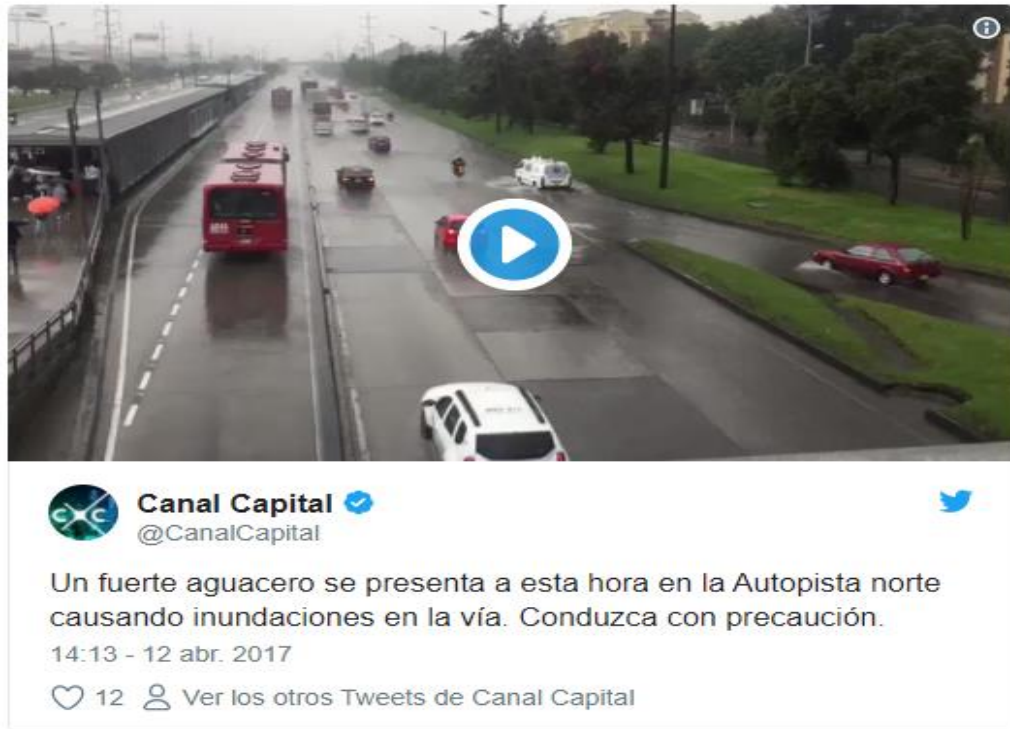 Canal Capital
@CanalCapital
Un fuerte aguacero se presenta a esta hora en la Autopista norte
causando inundaciones en la vía. Conduzca con precaución.
14:13 - 12 abr. 2017
12 Ver los otros Tweets de Canal Capital